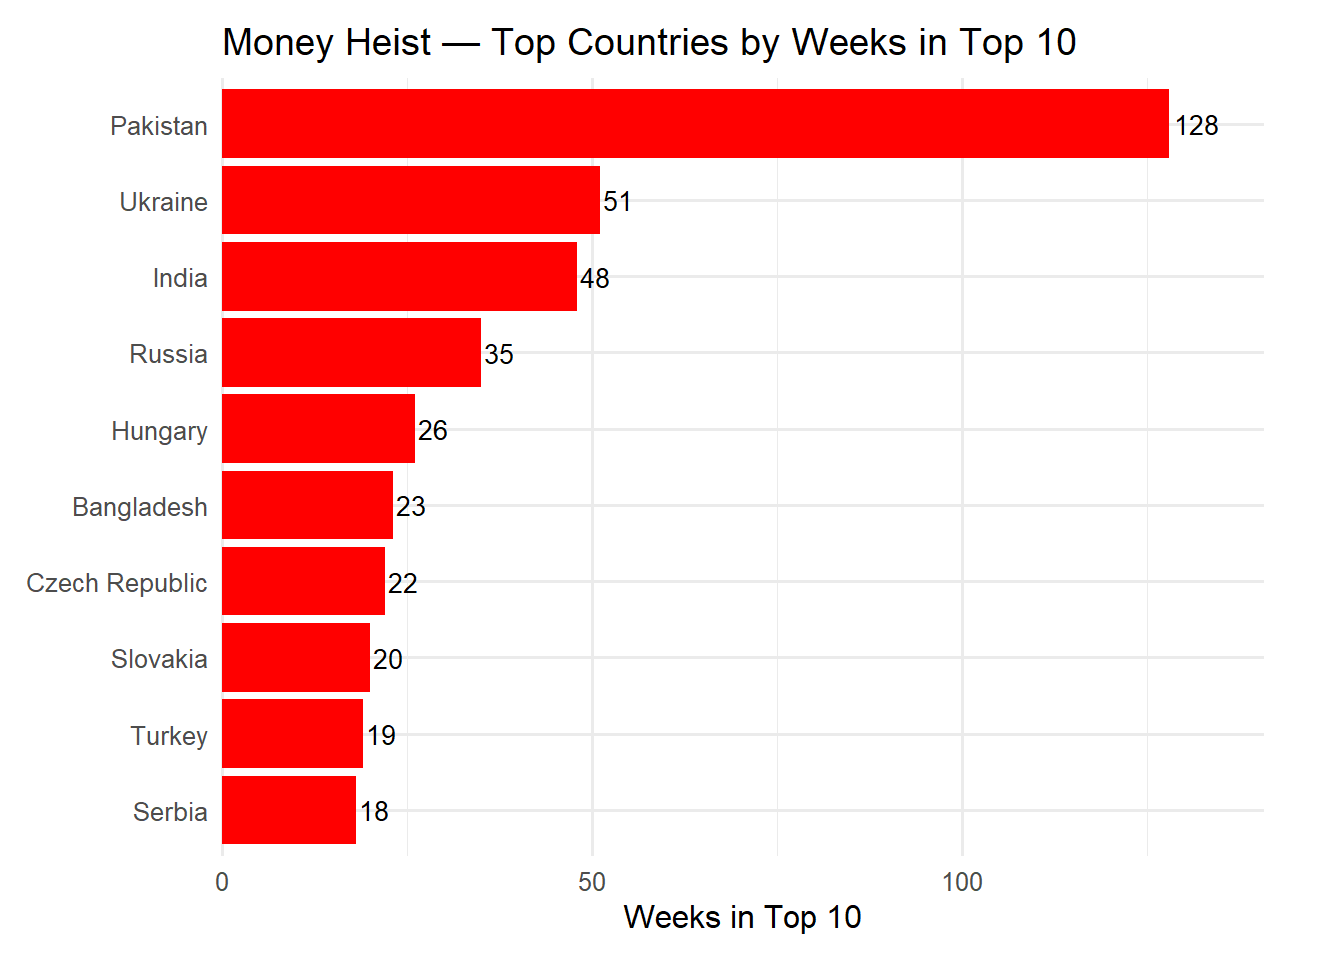 Money Heist — Top Countries by Weeks in Top 10
Pakistan 128
Ukraine 51
India 48
Russia 35
Hungary 26
Bangladesh 23
Czech Republic 22
Slovakia 20
Turkey 19
Serbia 18
0 50 100
Weeks in Top 10